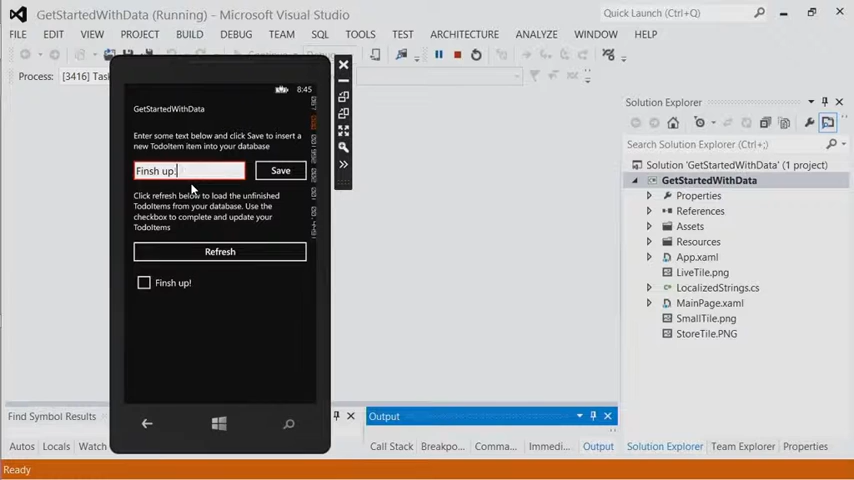 GetStartedWithData (Running) - Microsoft Visual Studio
Quick Launch (Ctrl+Q)
FILE EDIT VIEW PROJECT BUILD DEBUG TEAM SQL TOOLS TEST ARCHITECTURE ANALYZE WINDOW HELP
Process: [3416] Task
8:45
GetStartedWithData
Enter some text below and click Save to insert a
new TodoItem item into your database
Finsh up!
Save
Click refresh below to load the unfinished
TodoItems from your database. Use the
checkbox to complete and update your
TodoItems
Refresh
Finsh up!
Solution Explorer
Search Solution Explorer (Ctrl+;)
Solution 'GetStartedWithData' (1 project)
GetStartedWithData
Properties
References
Assets
Resources
App.xaml
LiveTile.png
LocalizedStrings.cs
MainPage.xaml
SmallTile.png
StoreTile.PNG
Find Symbol Results
Output
Autos Locals Watch
Call Stack Breakpo... Comma... Immedi... Output
Solution Explorer Team Explorer Properties
Ready